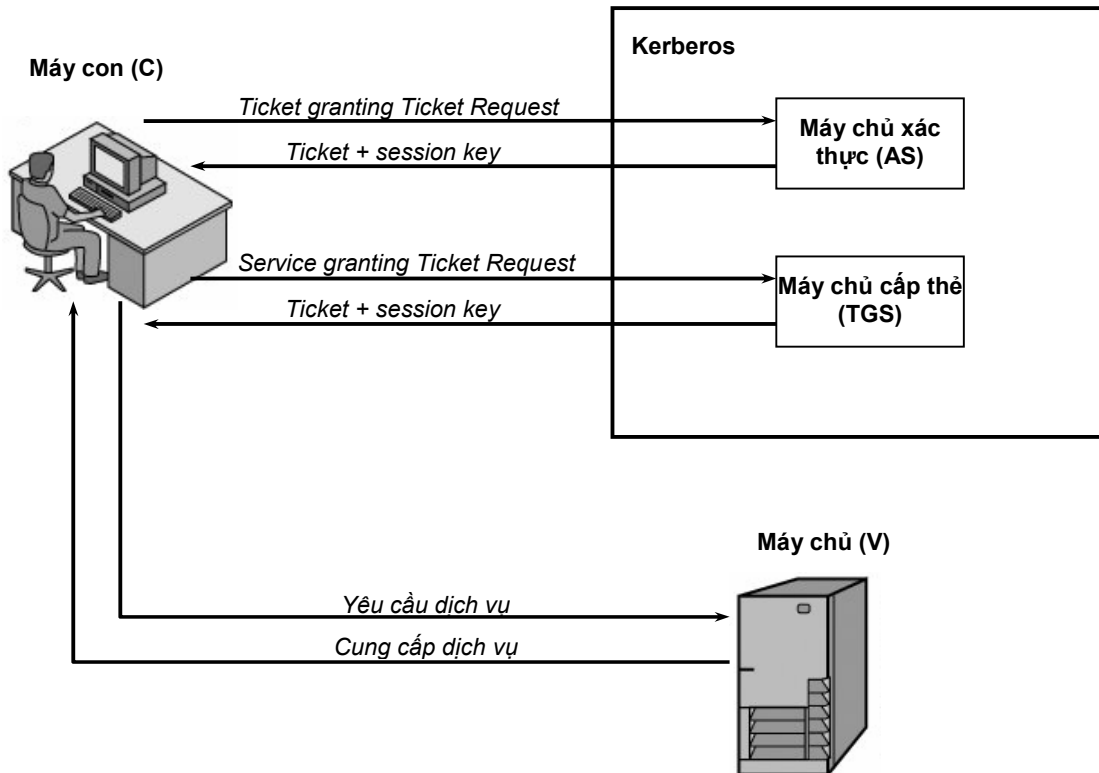 Kerberos
Máy con (C)
Ticket granting Ticket Request
Máy chủ xác
thực (AS)
Ticket + session key
Service granting Ticket Request
Máy chủ cấp thẻ
(TGS)
Ticket + session key
Máy chủ (V)
Yêu cầu dịch vụ
Cung cấp dịch vụ